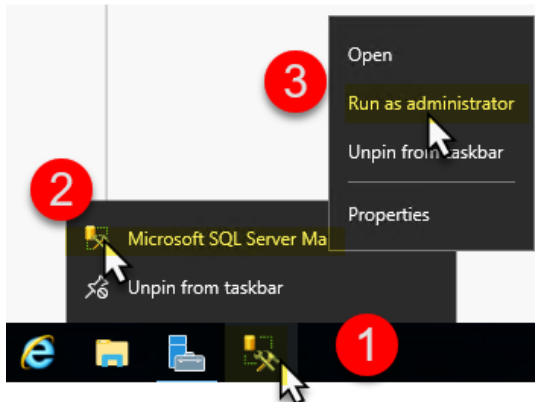 Open
3
Run as administrator
Unpin from taskbar
2
Properties
Microsoft SQL Server Ma
Unpin from taskbar
1